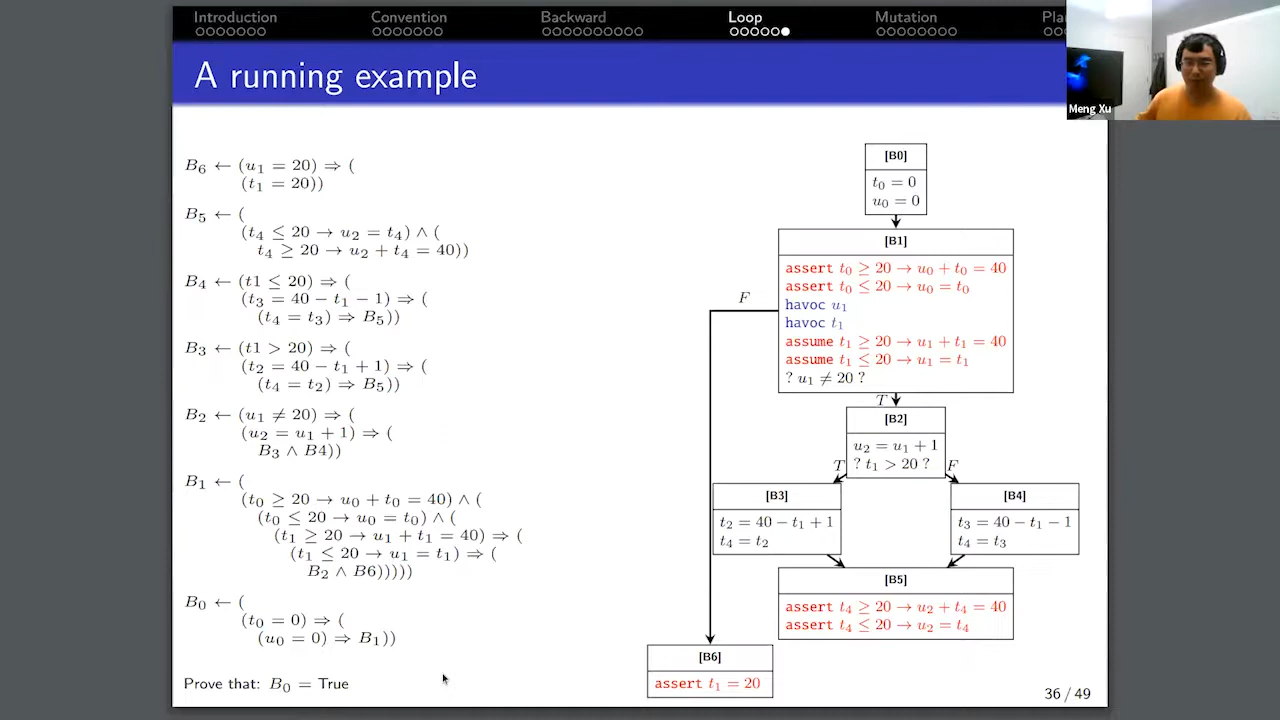 Introduction
Convention
Backward
Loop
Mutation
Meng Xu
A running example
B₆ ← (u₁ = 20) ⇒ (
(t₁ = 20))
B₅ ← (
(t₄ ≤ 20 → u₂ = t₄) ∧ (
t₄ ≥ 20 → u₂ + t₄ = 40))
B₄ ← (t1 ≤ 20) ⇒ (
(t₃ = 40 − t₁ − 1) ⇒ (
(t₄ = t₃) ⇒ B₅))
B₃ ← (t1 > 20) ⇒ (
(t₂ = 40 − t₁ + 1) ⇒ (
(t₄ = t₂) ⇒ B₅))
B₂ ← (u₁ ≠ 20) ⇒ (
(u₂ = u₁ + 1) ⇒ (
B₃ ∧ B4))
B₁ ← (
(t₀ ≥ 20 → u₀ + t₀ = 40) ∧ (
(t₀ ≤ 20 → u₀ = t₀) ∧ (
(t₁ ≥ 20 → u₁ + t₁ = 40) ⇒ (
(t₁ ≤ 20 → u₁ = t₁) ⇒ (
B₂ ∧ B6)))))
B₀ ← (
(t₀ = 0) ⇒ (
(u₀ = 0) ⇒ B₁))
Prove that: B₀ = True
[B0]
t₀ = 0
u₀ = 0
[B1]
assert t₀ ≥ 20 → u₀ + t₀ = 40
assert t₀ ≤ 20 → u₀ = t₀
havoc u₁
havoc t₁
assume t₁ ≥ 20 → u₁ + t₁ = 40
assume t₁ ≤ 20 → u₁ = t₁
? u₁ ≠ 20 ?
F
T
[B2]
u₂ = u₁ + 1
? t₁ > 20 ?
T
F
[B3]
t₂ = 40 − t₁ + 1
t₄ = t₂
[B4]
t₃ = 40 − t₁ − 1
t₄ = t₃
[B5]
assert t₄ ≥ 20 → u₂ + t₄ = 40
assert t₄ ≤ 20 → u₂ = t₄
[B6]
assert t₁ = 20
36 / 49